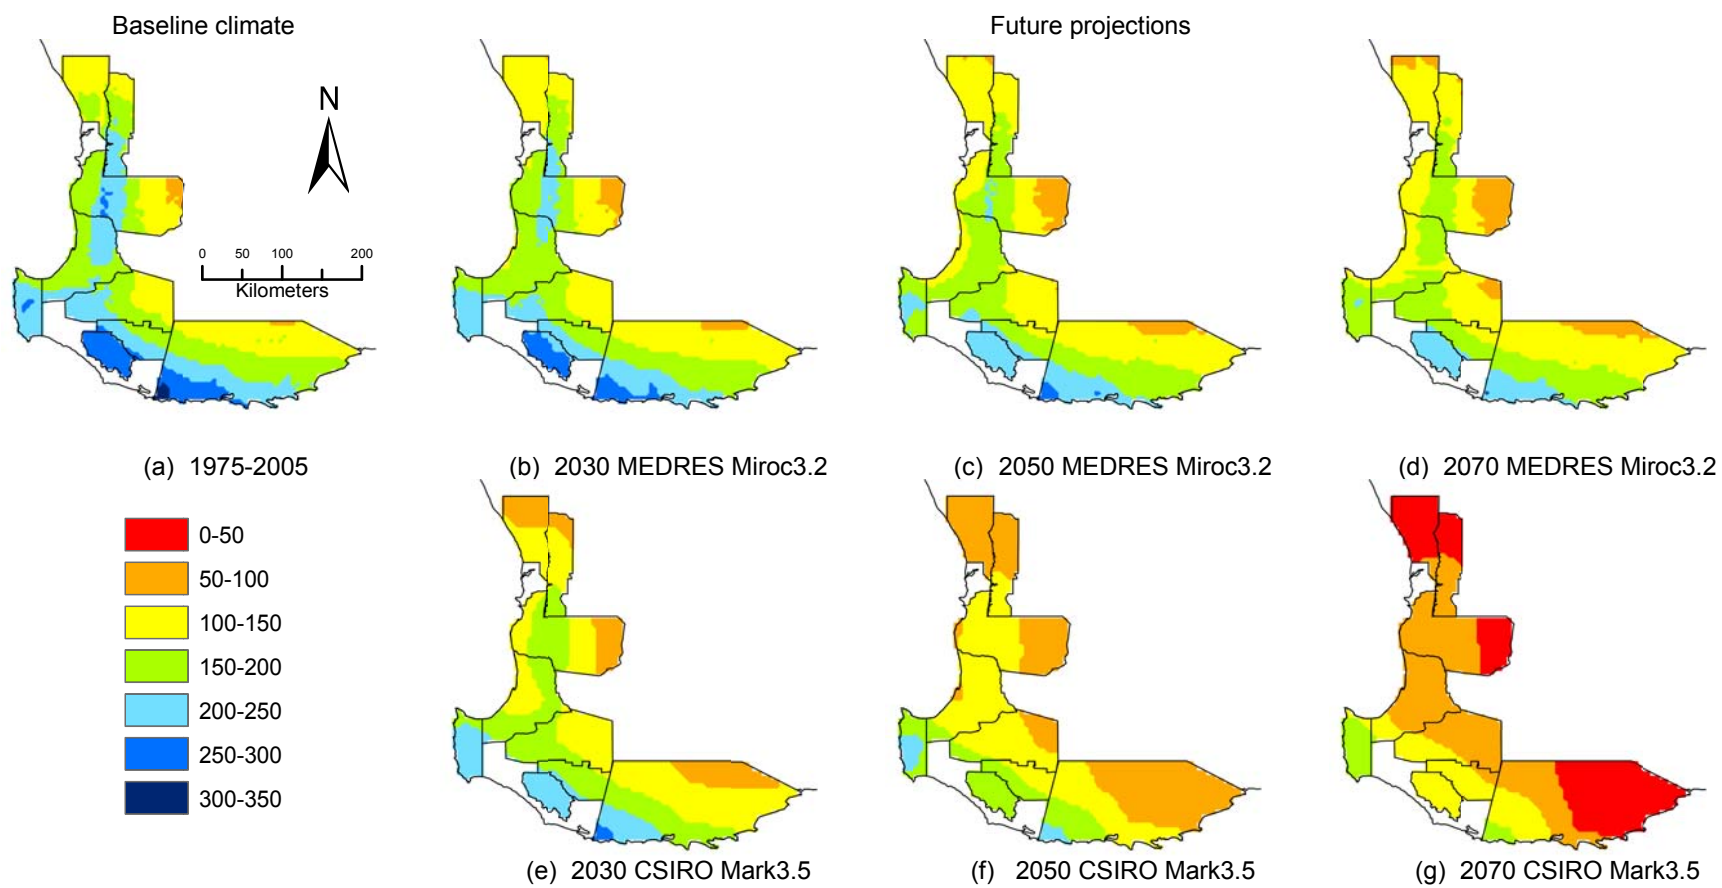 Baseline climate
Future projections
N
0 50 100 200
Kilometers
(a) 1975-2005
(b) 2030 MEDRES Miroc3.2
(c) 2050 MEDRES Miroc3.2
(d) 2070 MEDRES Miroc3.2
0-50
50-100
100-150
150-200
200-250
250-300
300-350
(e) 2030 CSIRO Mark3.5
(f) 2050 CSIRO Mark3.5
(g) 2070 CSIRO Mark3.5